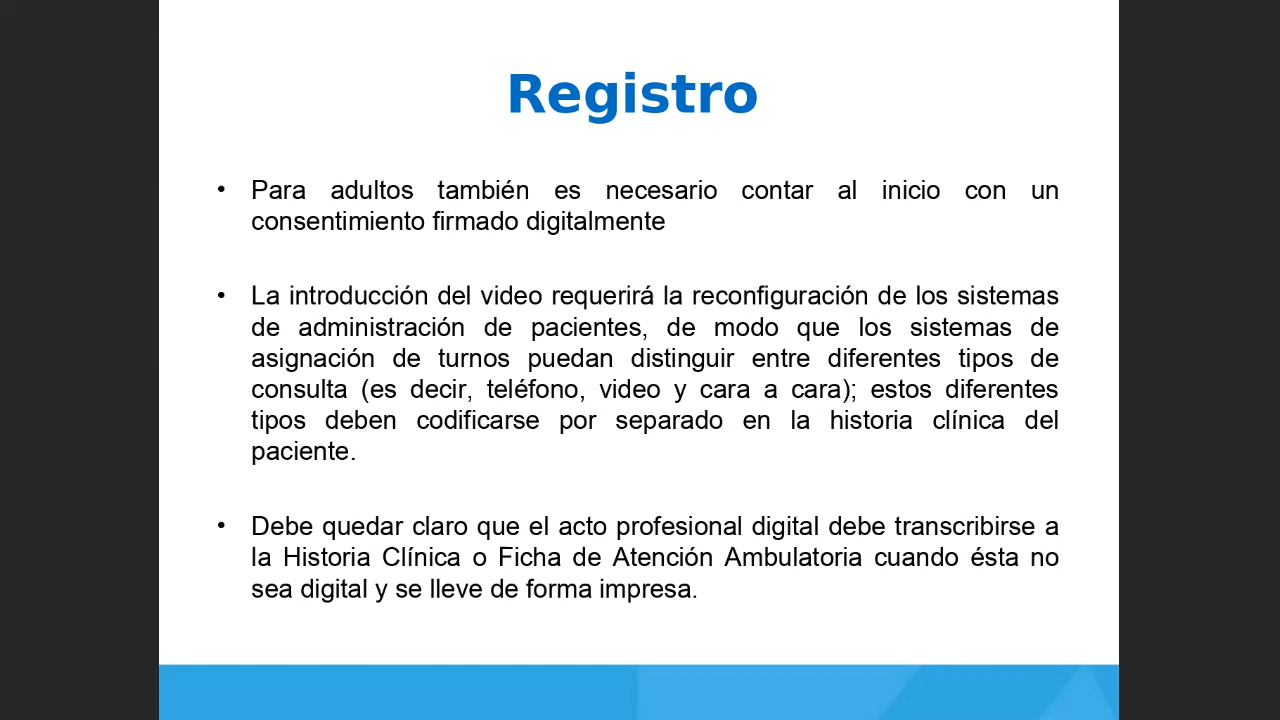 Registro
• Para adultos también es necesario contar al inicio con un
consentimiento firmado digitalmente
• La introducción del video requerirá la reconfiguración de los sistemas
de administración de pacientes, de modo que los sistemas de
asignación de turnos puedan distinguir entre diferentes tipos de
consulta (es decir, teléfono, video y cara a cara); estos diferentes
tipos deben codificarse por separado en la historia clínica del
paciente.
• Debe quedar claro que el acto profesional digital debe transcribirse a
la Historia Clínica o Ficha de Atención Ambulatoria cuando ésta no
sea digital y se lleve de forma impresa.